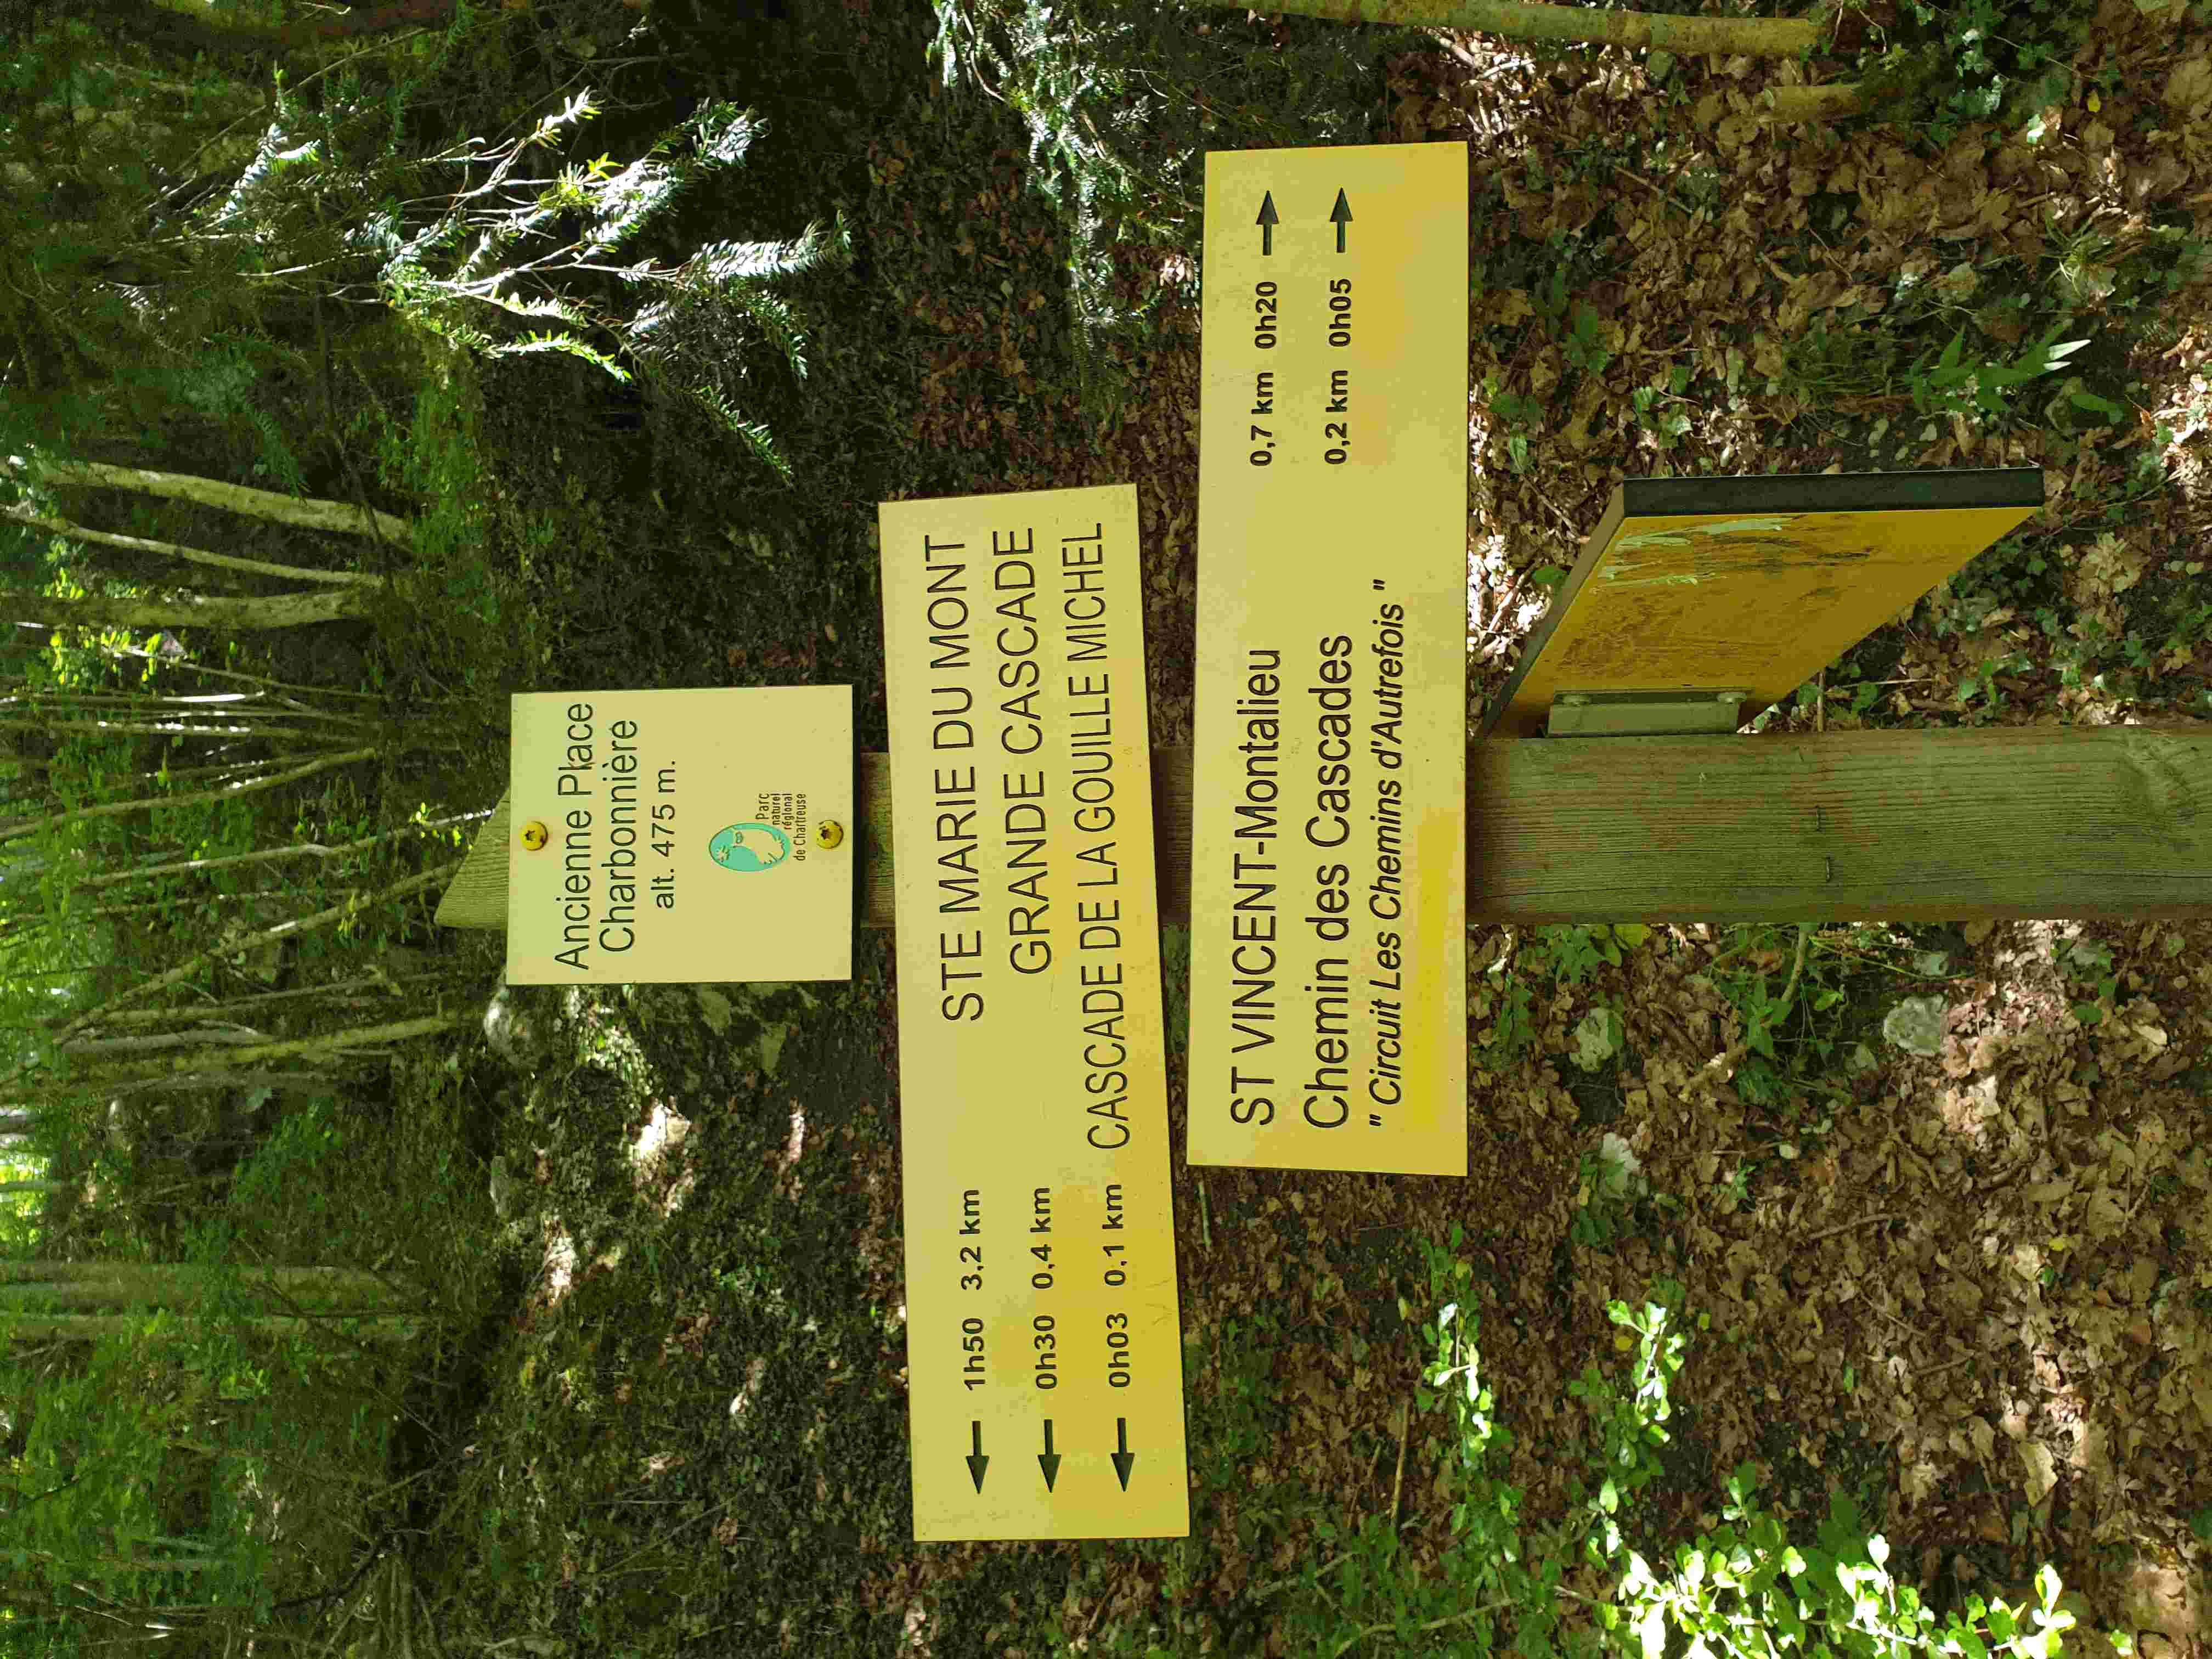 Ancienne Place
Charbonnière
alt. 475 m.
Parc
naturel
régional
de Chartreuse
1h50 3,2 km STE MARIE DU MONT
0h30 0,4 km GRANDE CASCADE
0h03 0,1 km CASCADE DE LA GOUILLE MICHEL
ST VINCENT-Montalieu 0,7 km 0h20
Chemin des Cascades 0,2 km 0h05
" Circuit Les Chemins d'Autrefois "